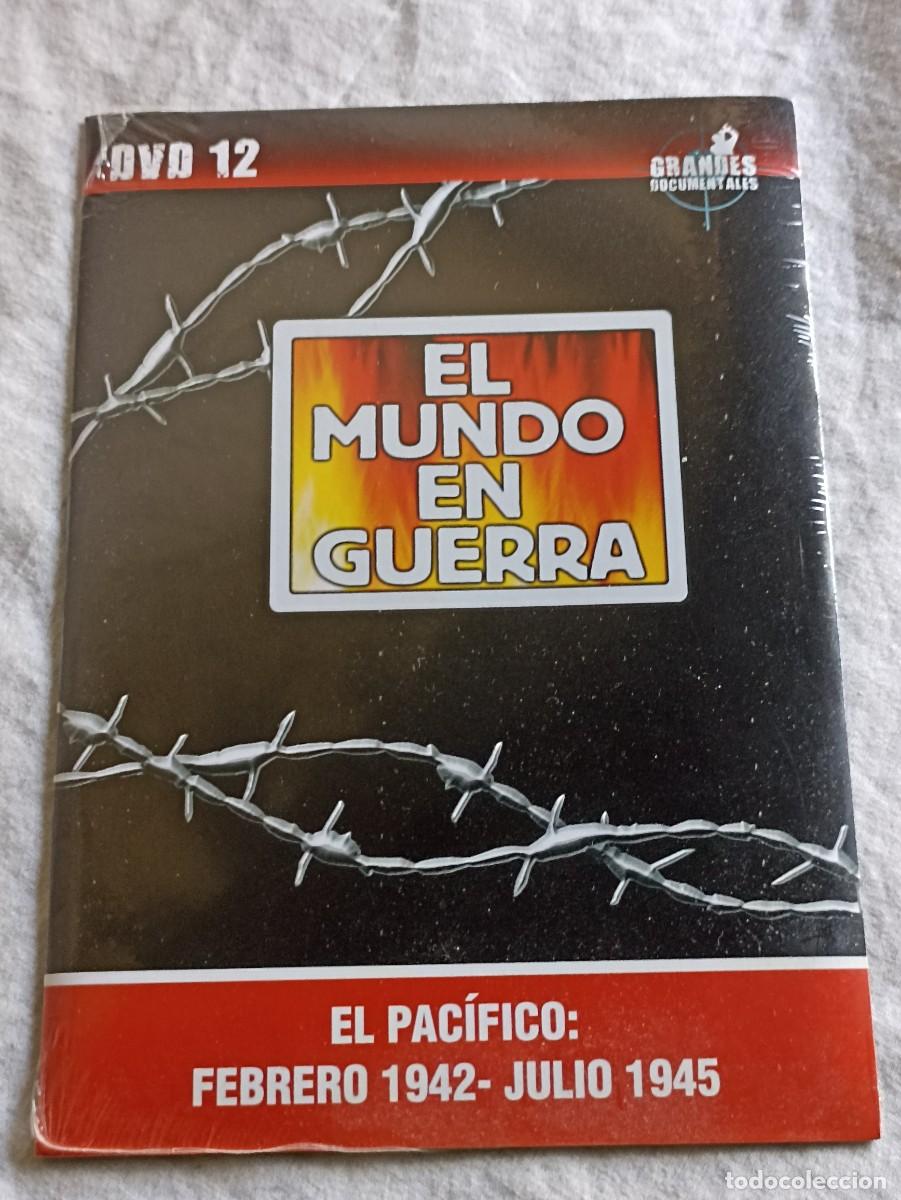 DVD 12
GRANDES
DOCUMENTALES
EL
MUNDO
EN
GUERRA
EL PACÍFICO:
FEBRERO 1942- JULIO 1945
todocoleccion